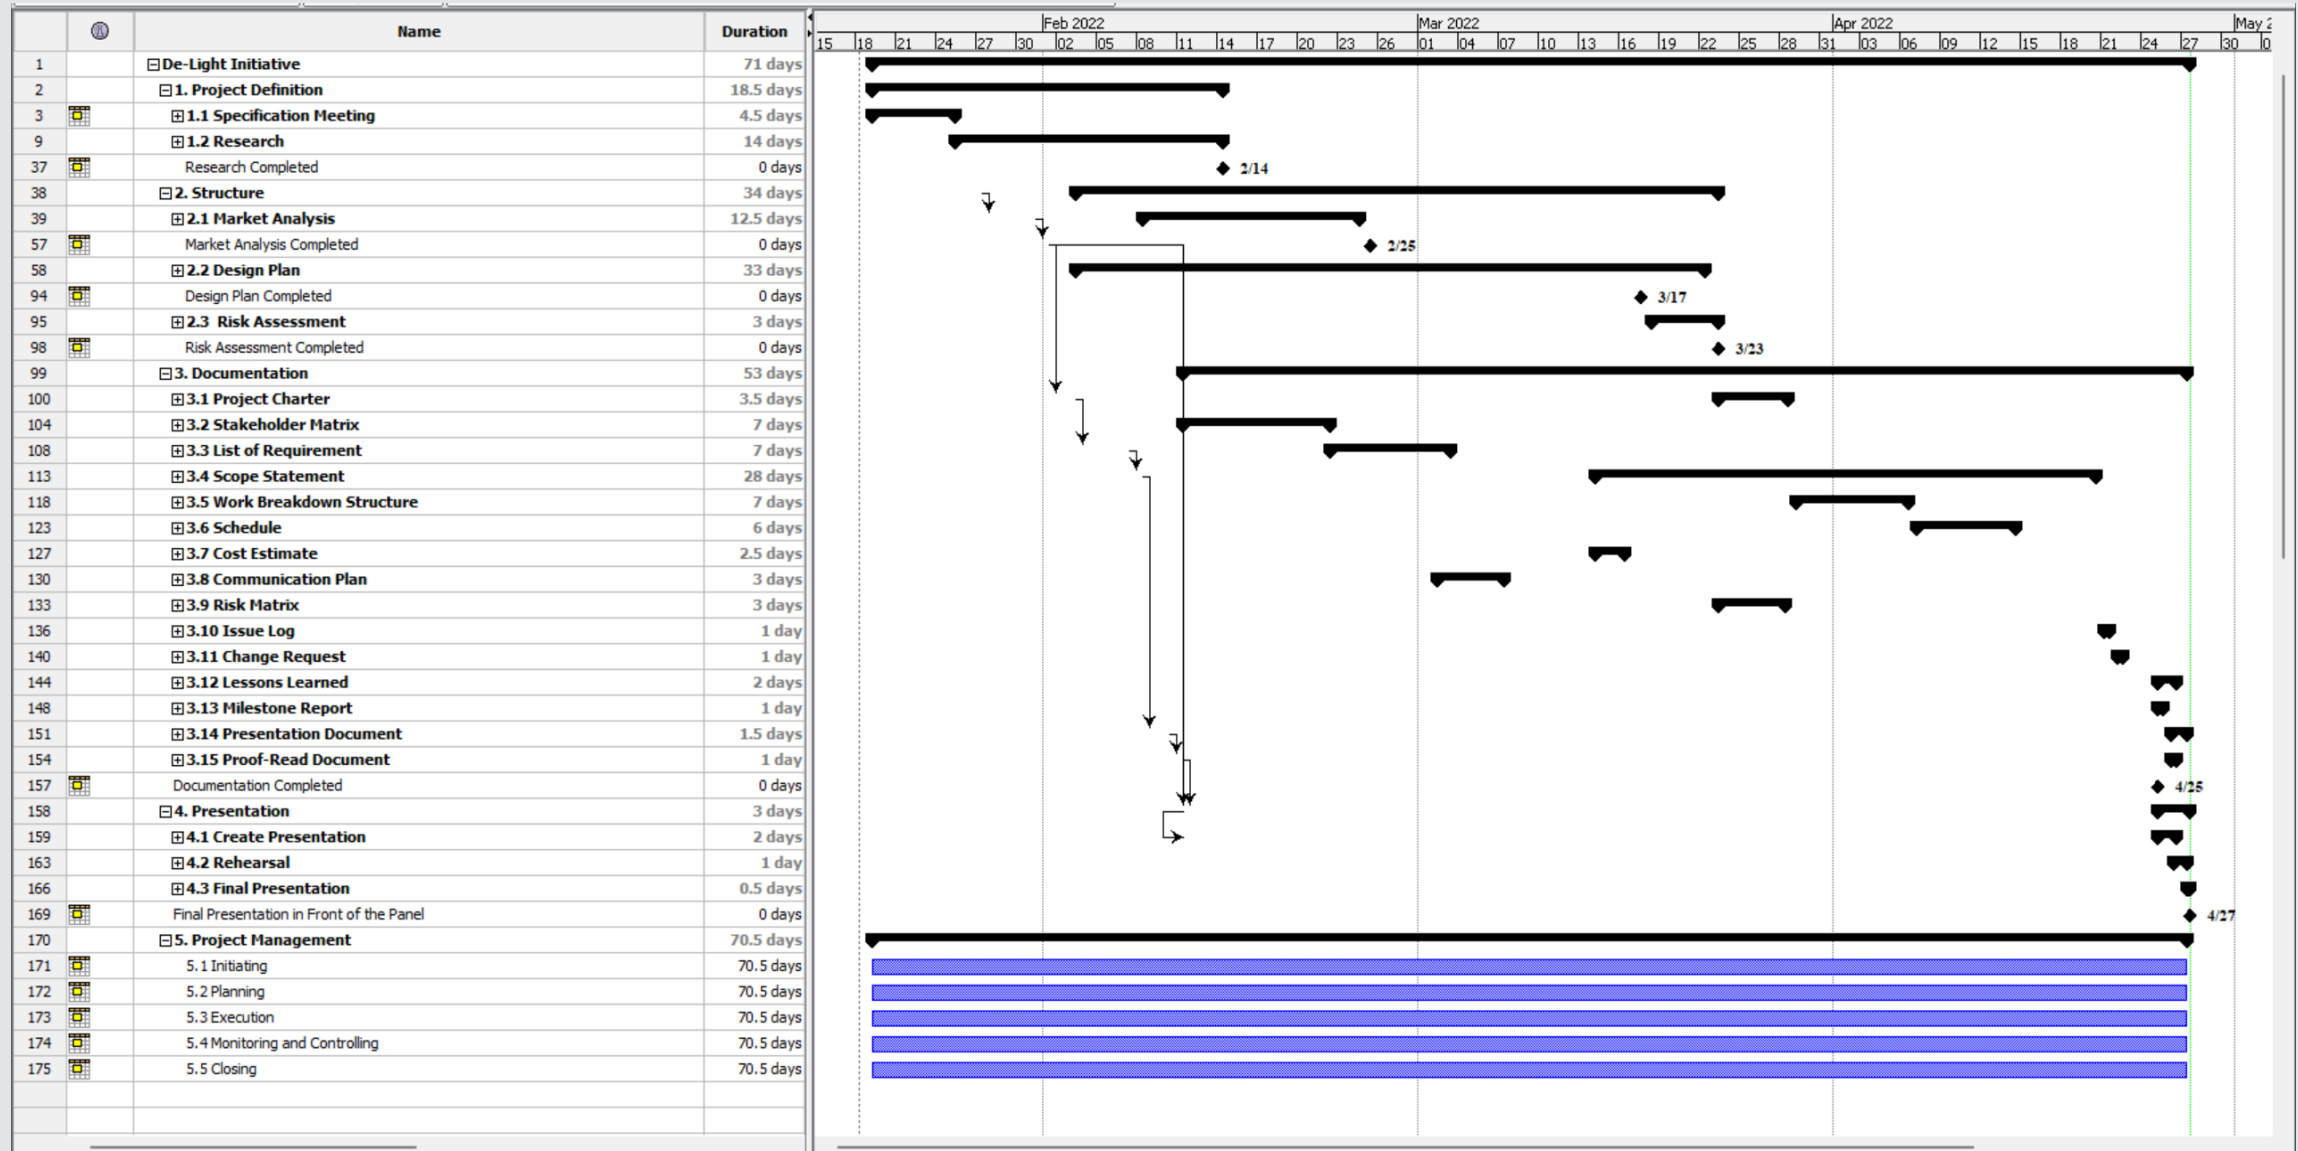 Name Duration
Feb 2022 Mar 2022 Apr 2022 May 2
15 18 21 24 27 30 02 05 08 11 14 17 20 23 26 01 04 07 10 13 16 19 22 25 28 31 03 06 09 12 15 18 21 24 27 30 0
1 De-Light Initiative 71 days
2 1. Project Definition 18.5 days
3 1.1 Specification Meeting 4.5 days
9 1.2 Research 14 days
37 Research Completed 0 days 2/14
38 2. Structure 34 days
39 2.1 Market Analysis 12.5 days
57 Market Analysis Completed 0 days 2/25
58 2.2 Design Plan 33 days
94 Design Plan Completed 0 days 3/17
95 2.3 Risk Assessment 3 days
98 Risk Assessment Completed 0 days 3/23
99 3. Documentation 53 days
100 3.1 Project Charter 3.5 days
104 3.2 Stakeholder Matrix 7 days
108 3.3 List of Requirement 7 days
113 3.4 Scope Statement 28 days
118 3.5 Work Breakdown Structure 7 days
123 3.6 Schedule 6 days
127 3.7 Cost Estimate 2.5 days
130 3.8 Communication Plan 3 days
133 3.9 Risk Matrix 3 days
136 3.10 Issue Log 1 day
140 3.11 Change Request 1 day
144 3.12 Lessons Learned 2 days
148 3.13 Milestone Report 1 day
151 3.14 Presentation Document 1.5 days
154 3.15 Proof-Read Document 1 day
157 Documentation Completed 0 days 4/25
158 4. Presentation 3 days
159 4.1 Create Presentation 2 days
163 4.2 Rehearsal 1 day
166 4.3 Final Presentation 0.5 days
169 Final Presentation in Front of the Panel 0 days 4/27
170 5. Project Management 70.5 days
171 5.1 Initiating 70.5 days
172 5.2 Planning 70.5 days
173 5.3 Execution 70.5 days
174 5.4 Monitoring and Controlling 70.5 days
175 5.5 Closing 70.5 days